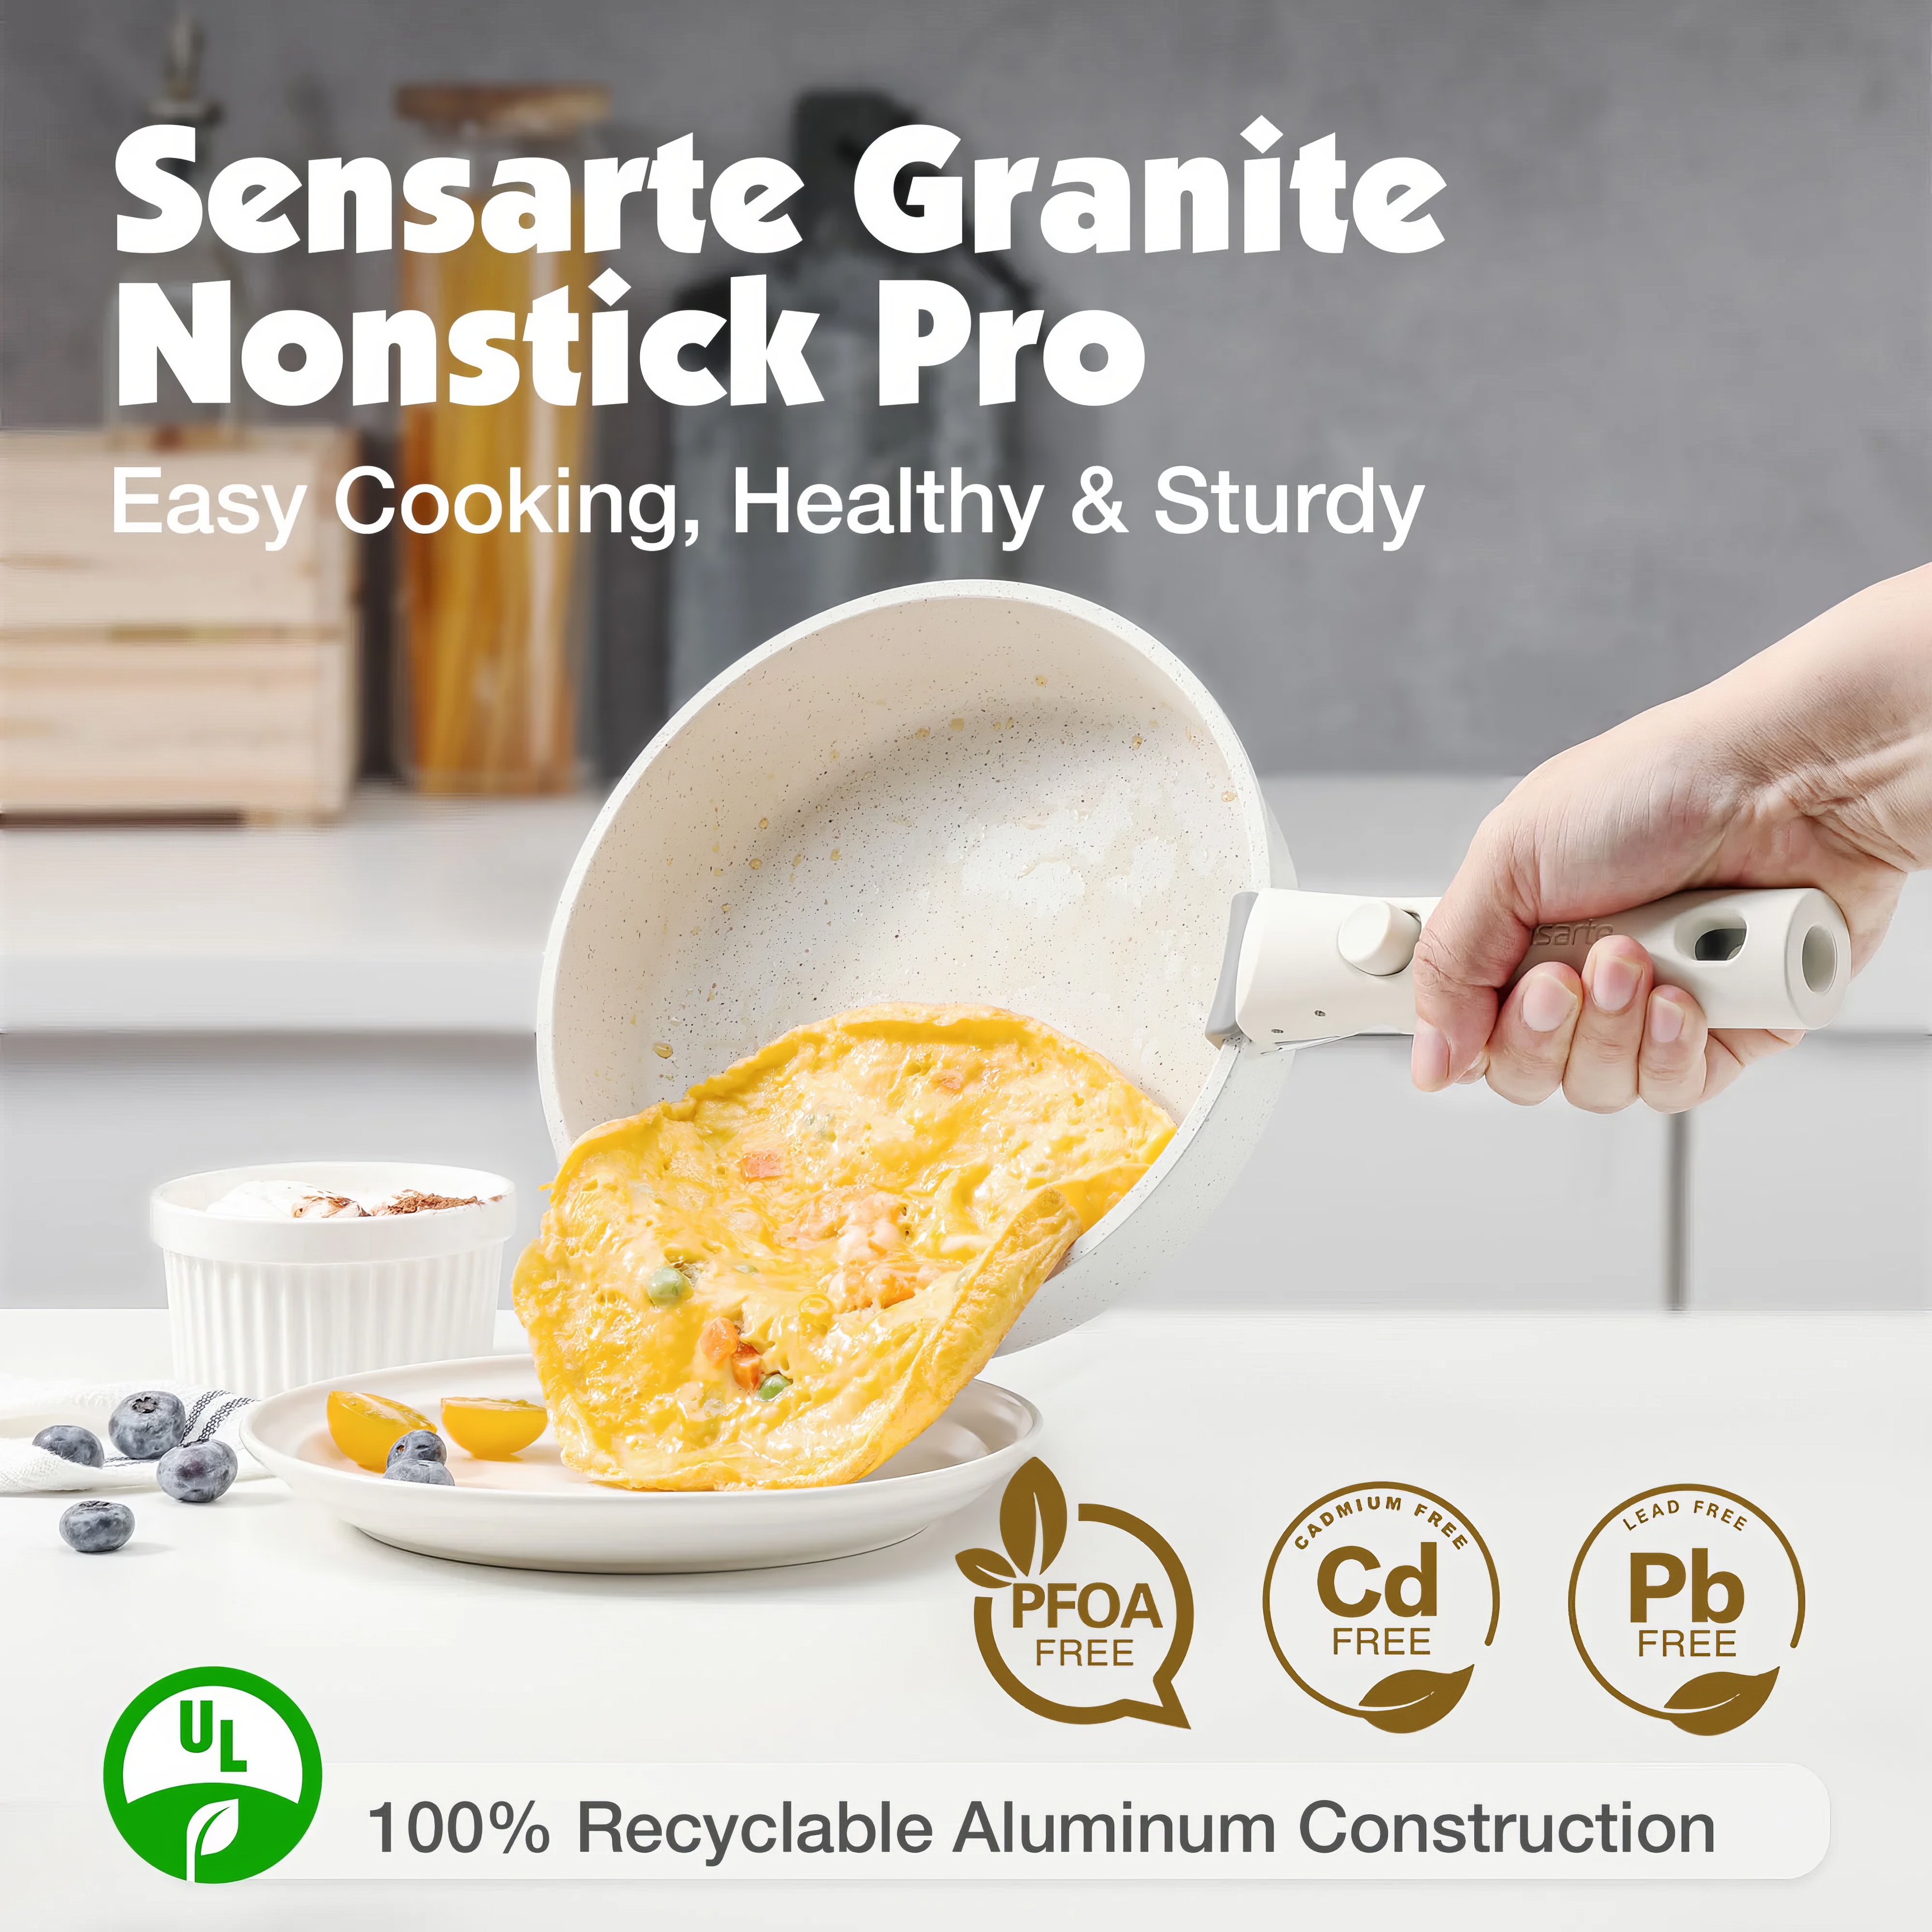 Sensarte Granite
Nonstick Pro
Easy Cooking, Healthy & Sturdy
PFOA
FREE
CADMIUM FREE
Cd
FREE
LEAD FREE
Pb
FREE
UL
100% Recyclable Aluminum Construction